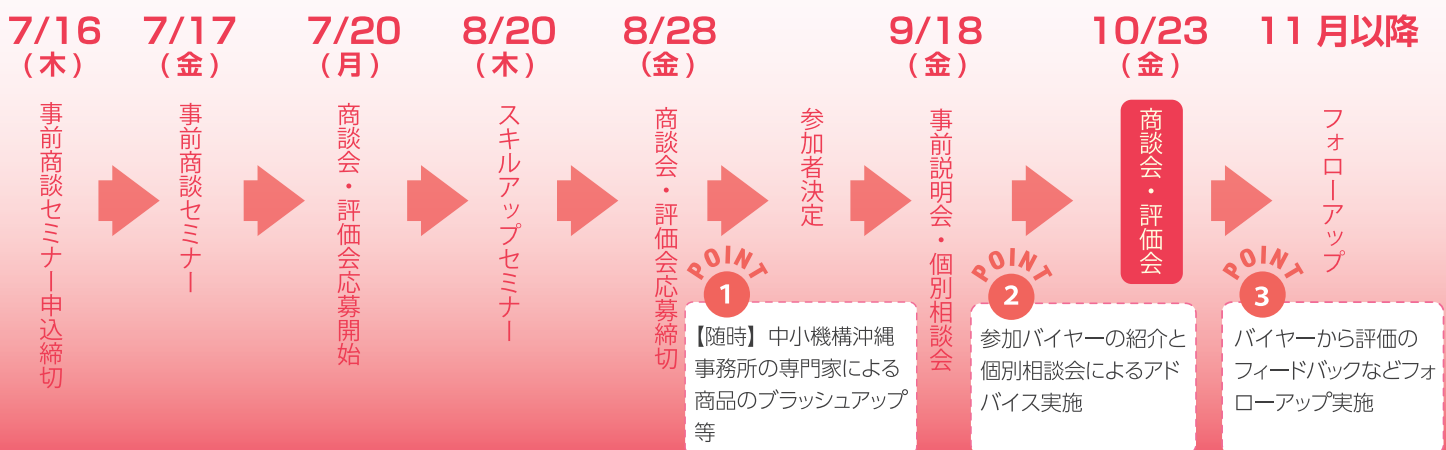 7/16
(木)
事前商談セミナー申込締切
7/17
(金)
事前商談セミナー
7/20
(月)
商談会・評価会応募開始
8/20
(木)
スキルアップセミナー
8/28
(金)
商談会・評価会応募締切
参加者決定
9/18
(金)
事前説明会・個別相談会
10/23
(金)
商談会・評価会
11 月以降
フォローアップ
POINT
1
【随時】中小機構沖縄
事務所の専門家による
商品のブラッシュアップ
等
POINT
2
参加バイヤーの紹介と
個別相談会によるアド
バイス実施
POINT
3
バイヤーから評価の
フィードバックなどフォ
ローアップ実施